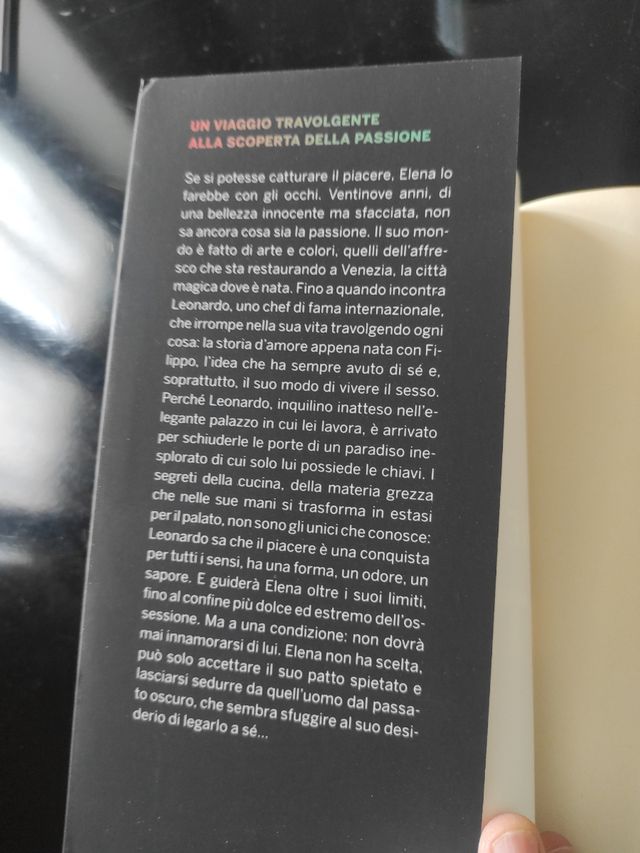 UN VIAGGIO TRAVOLGENTE
ALLA SCOPERTA DELLA PASSIONE
Se si potesse catturare il piacere, Elena lo
farebbe con gli occhi. Ventinove anni, di
una bellezza innocente ma sfacciata, non
sa ancora cosa sia la passione. Il suo mon-
do è fatto di arte e colori, quelli dell'affre-
sco che sta restaurando a Venezia, la città
magica dove è nata. Fino a quando incontra
Leonardo, uno chef di fama internazionale,
che irrompe nella sua vita travolgendo ogni
cosa: la storia d'amore appena nata con Fi-
lippo, l'idea che ha sempre avuto di sé e,
soprattutto, il suo modo di vivere il sesso.
Perché Leonardo, inquilino inatteso nell'e-
legante palazzo in cui lei lavora, è arrivato
per schiuderle le porte di un paradiso ine-
splorato di cui solo lui possiede le chiavi. I
segreti della cucina, della materia grezza
che nelle sue mani si trasforma in estasi
per il palato, non sono gli unici che conosce:
Leonardo sa che il piacere è una conquista
per tutti i sensi, ha una forma, un odore, un
sapore. E guiderà Elena oltre i suoi limiti,
fino al confine più dolce ed estremo dell'os-
sessione. Ma a una condizione: non dovrà
mai innamorarsi di lui. Elena non ha scelta,
può solo accettare il suo patto spietato e
lasciarsi sedurre da quell'uomo dal passa-
to oscuro, che sembra sfuggire al suo desi-
derio di legarlo a sé...